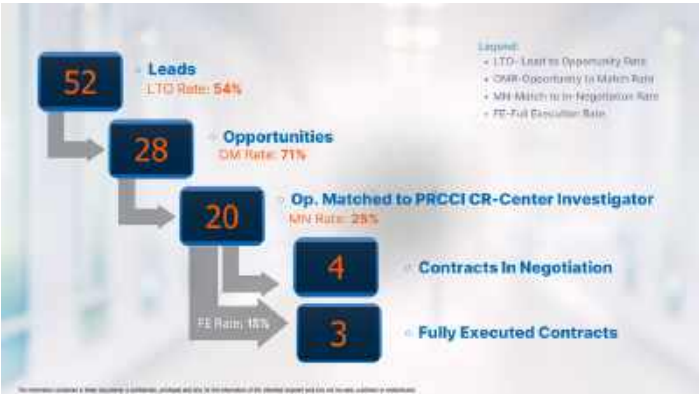 52
Leads
LTO Rate: 54%
Legend:
LTO- Lead to Opportunity Rate
OMR-Opportunity to Match Rate
MN-Match to In-Negotiation Rate
FE-Full Execution Rate
28
Opportunities
OM Rate: 71%
20
Op. Matched to PRCCI CR-Center Investigator
MN Rate: 25%
4
Contracts In Negotiation
FE Rate: 15%
3
Fully Executed Contracts